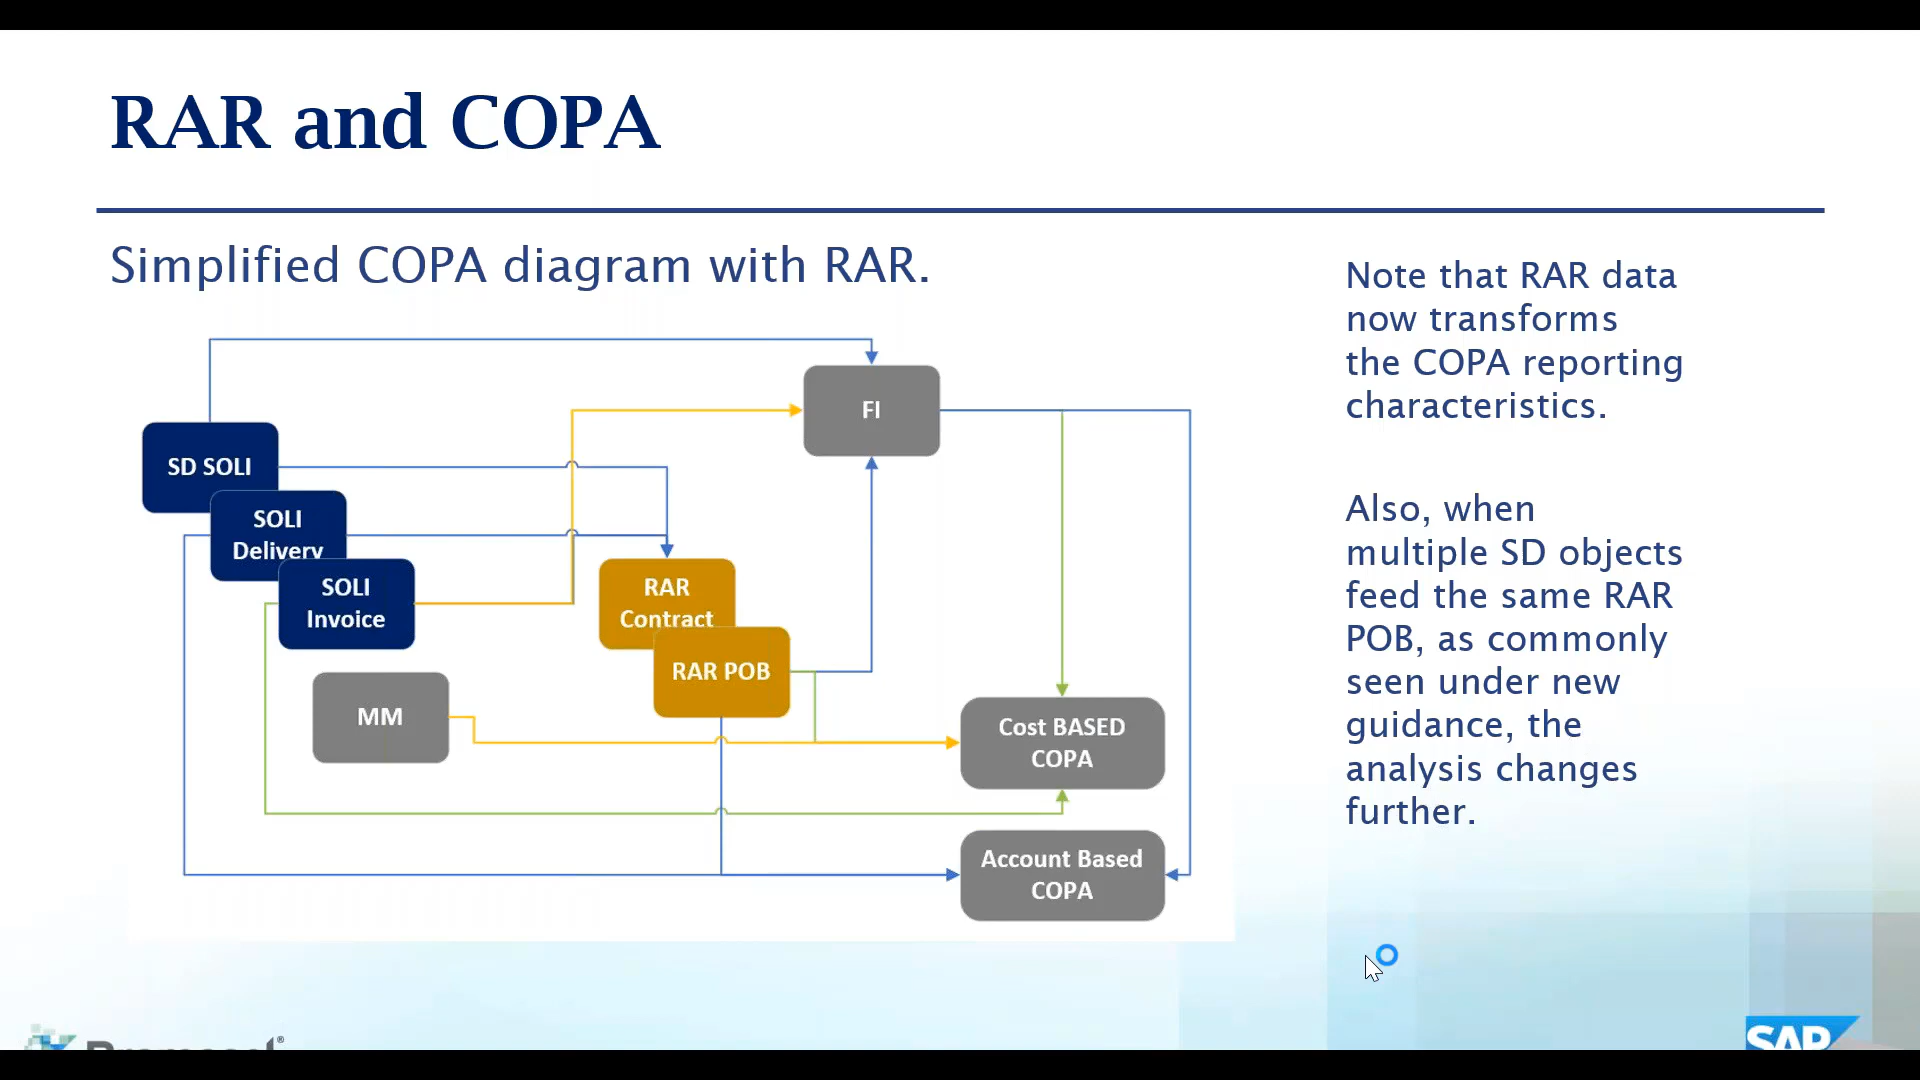 RAR and COPA
Simplified COPA diagram with RAR.
FI
SD SOLI
SOLI
Delivery
SOLI
Invoice
RAR
Contract
RAR POB
MM
Cost BASED
COPA
Account Based
COPA
Note that RAR data
now transforms
the COPA reporting
characteristics.
Also, when
multiple SD objects
feed the same RAR
POB, as commonly
seen under new
guidance, the
analysis changes
further.
SAP